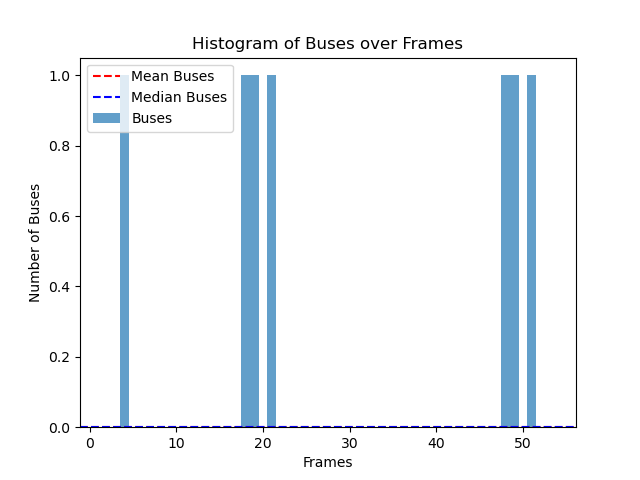 Histogram of Buses over Frames
Mean Buses
Median Buses
Buses
Number of Buses
1.0
0.8
0.6
0.4
0.2
0.0
0 10 20 30 40 50
Frames